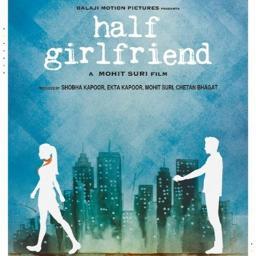 BALAJI MOTION PICTURES PRESENTS
half
girlfriend
A MOHIT SURI FILM
PRODUCED BY SHOBHA KAPOOR, EKTA KAPOOR, MOHIT SURI, CHETAN BHAGAT